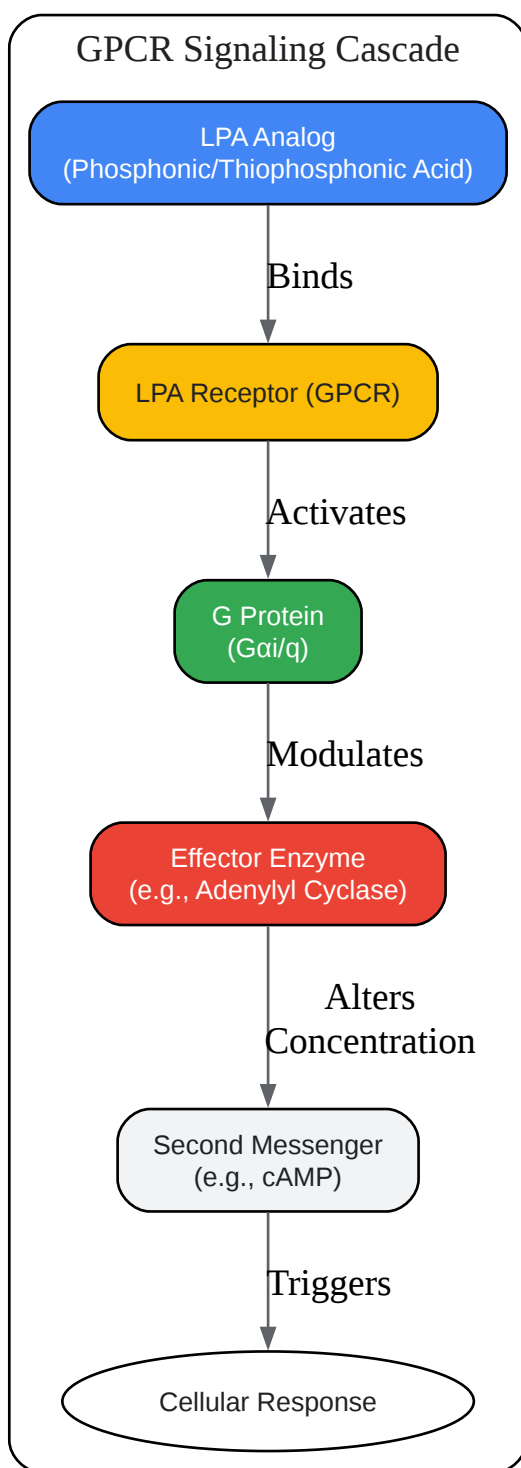 GPCR Signaling Cascade
LPA Analog
(Phosphonic/Thiophosphonic Acid)
Binds
LPA Receptor (GPCR)
Activates
G Protein
(Gαi/q)
Modulates
Effector Enzyme
(e.g., Adenylyl Cyclase)
Alters
Concentration
Second Messenger
(e.g., cAMP)
Triggers
Cellular Response